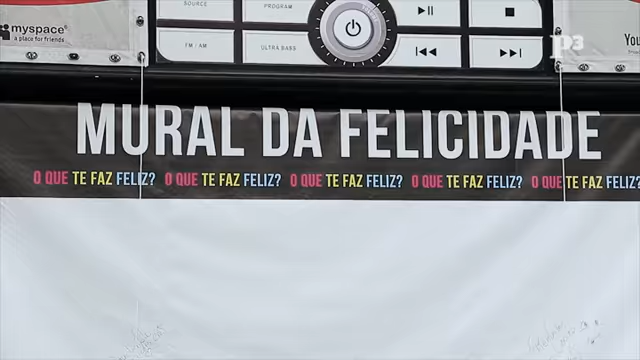 SOURCE
PROGRAM
p3
myspace®
a place for friends
FM / AM
ULTRA BASS
You
MURAL DA FELICIDADE
O QUE TE FAZ FELIZ? O QUE TE FAZ FELIZ? O QUE TE FAZ FELIZ? O QUE TE FAZ FELIZ? O QUE TE FAZ FELIZ?